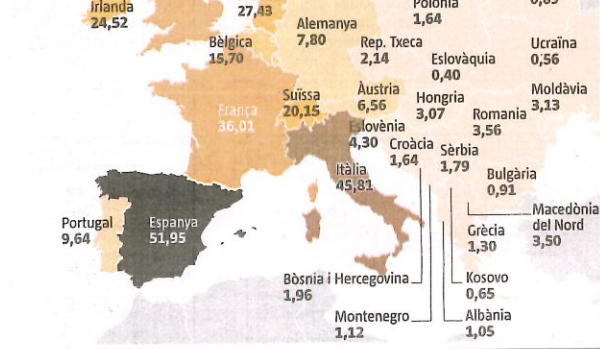 Irlanda
24,52
27,43
Polònia
1,64
Alemanya
7,80
Bèlgica
15,70
Rep. Txeca
2,14
Eslovàquia
0,40
Ucraïna
0,56
Suïssa
20,15
Àustria
6,56
Hongria
3,07
Moldàvia
3,13
França
36,01
Romania
3,56
Eslovènia
4,30
Croàcia
1,64
Sèrbia
1,79
Itàlia
45,81
Bulgària
0,91
Portugal
9,64
Espanya
51,95
Macedònia
del Nord
3,50
Grècia
1,30
Bòsnia i Hercegovina
1,96
Kosovo
0,65
Montenegro
1,12
Albània
1,05